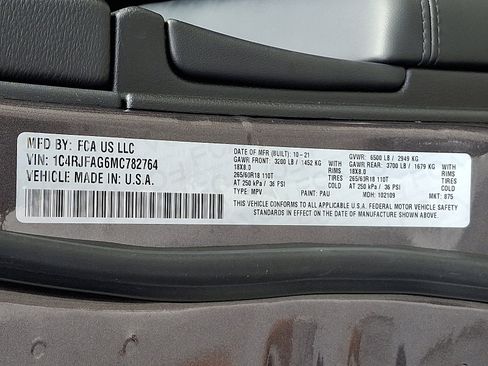 MFD BY: FCA US LLC
VIN: 1C4RJFAG6MC782764
VEHICLE MADE IN: U.S.A.
DATE OF MFR (BUILT): 10-21 GVWR: 6500 LB / 2949 KG
GAWR FRONT: 3200 LB / 1452 KG GAWR REAR: 3700 LB / 1679 KG
18X8.0 RIMS 18X8.0 RIMS
265/60R18 110T TIRES 265/60R18 110T TIRES
AT 250 kPa / 36 PSI AT 250 kPa / 36 PSI
TYPE: MPV PAINT: PAU MDH: 102109 MKT: 875
THIS VEHICLE CONFORMS TO ALL APPLICABLE U.S.A. FEDERAL MOTOR VEHICLE SAFETY
STANDARDS IN EFFECT ON THE DATE OF MANUFACTURE SHOWN ABOVE.